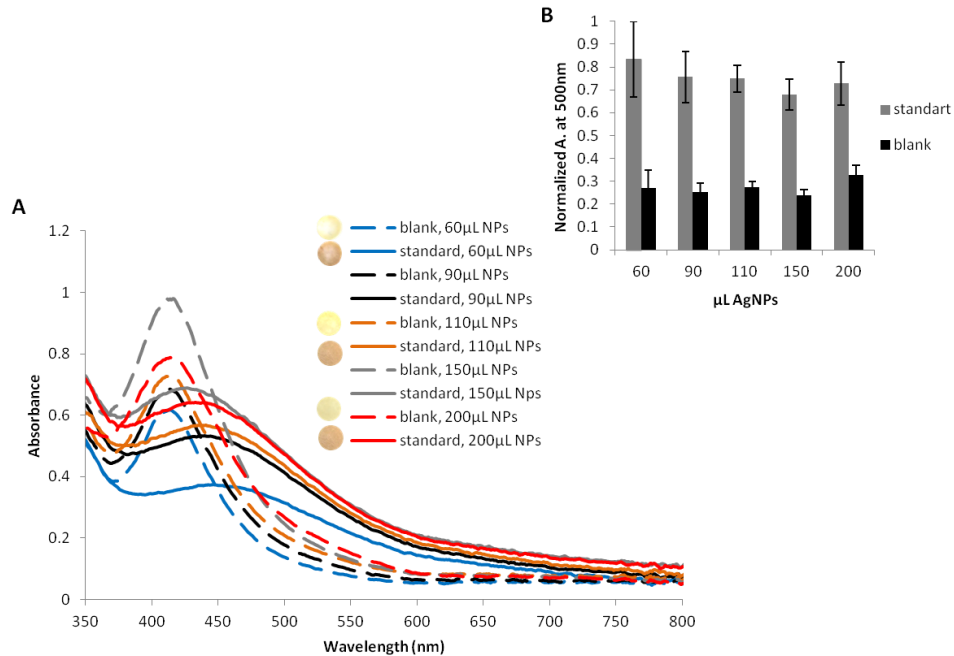 B
Normalized A. at 500nm
1
0.9
0.8
0.7
0.6
0.5
0.4
0.3
0.2
0.1
0
60 90 110 150 200
µL AgNPs
standart
blank
A
Absorbance
1.2
1
0.8
0.6
0.4
0.2
0
350 400 450 500 550 600 650 700 750 800
Wavelength (nm)
blank, 60µL NPs
standard, 60µL NPs
blank, 90µL NPs
standard, 90µL NPs
blank, 110µL NPs
standard, 110µL NPs
blank, 150µL NPs
standard, 150µL Nps
blank, 200µL NPs
standard, 200µL NPs